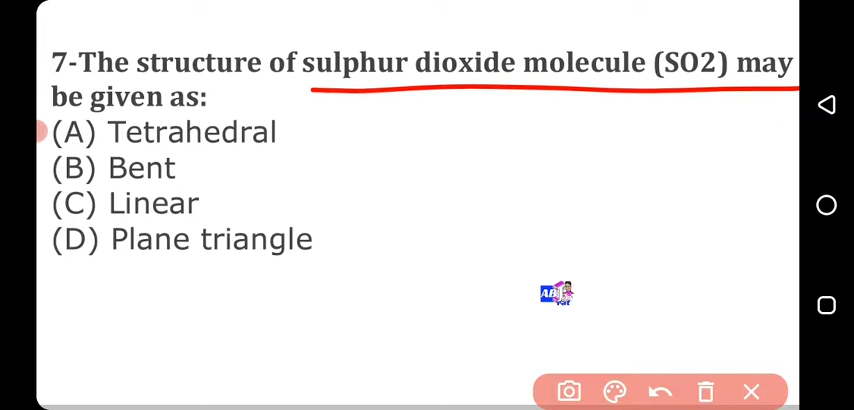 7-The structure of sulphur dioxide molecule (SO2) may
be given as:
(A) Tetrahedral
(B) Bent
(C) Linear
(D) Plane triangle